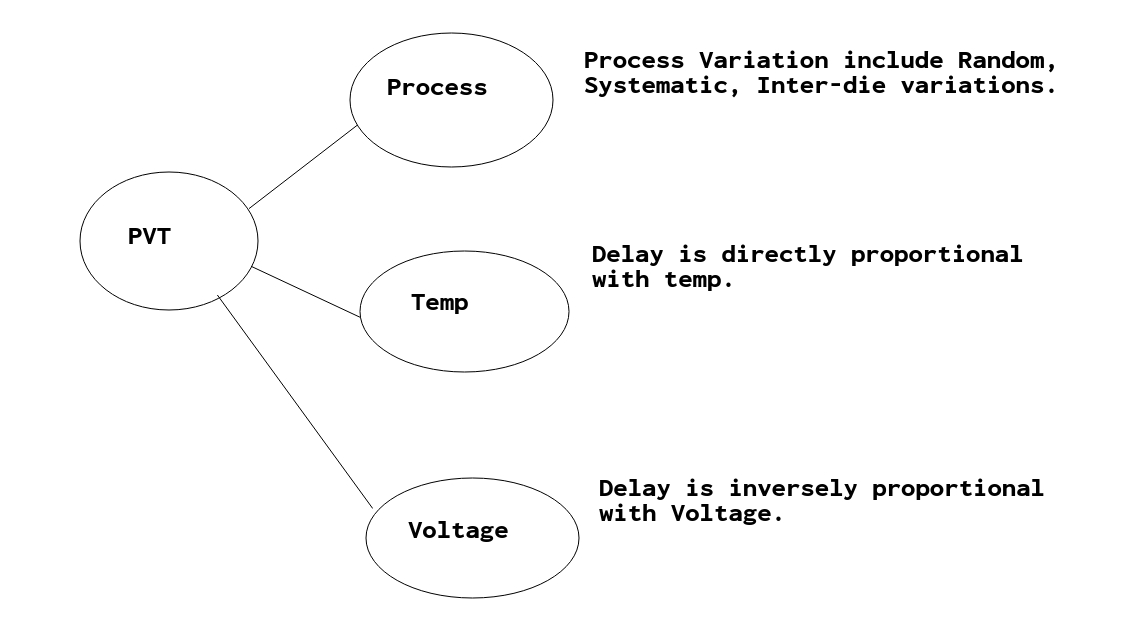 Process
Process Variation include Random,
Systematic, Inter-die variations.
PVT
Temp
Delay is directly proportional
with temp.
Voltage
Delay is inversely proportional
with Voltage.